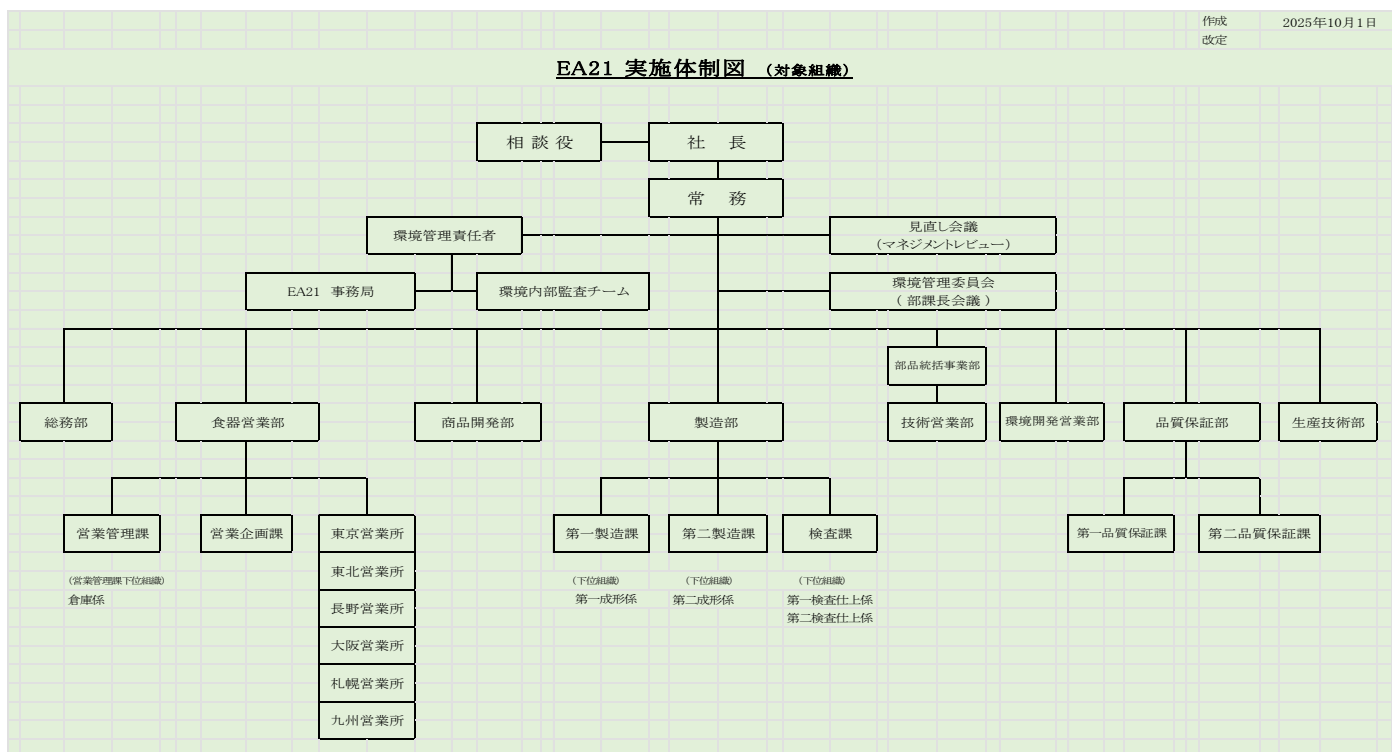 作成 2025年10月1日
改定
EA21 実施体制図 (対象組織)
相 談 役
社 長
常 務
環境管理責任者
見直し会議
(マネジメントレビュー)
EA21 事務局
環境内部監査チーム
環境管理委員会
( 部課長会議 )
部品統括事業部
総務部
食器営業部
商品開発部
製造部
技術営業部
環境開発営業部
品質保証部
生産技術部
営業管理課
営業企画課
東京営業所
第一製造課
第二製造課
検査課
第一品質保証課
第二品質保証課
東北営業所
(営業管理課下位組織)
倉庫係
(下位組織)
第一成形係
(下位組織)
第二成形係
(下位組織)
第一検査仕上係
第二検査仕上係
長野営業所
大阪営業所
札幌営業所
九州営業所